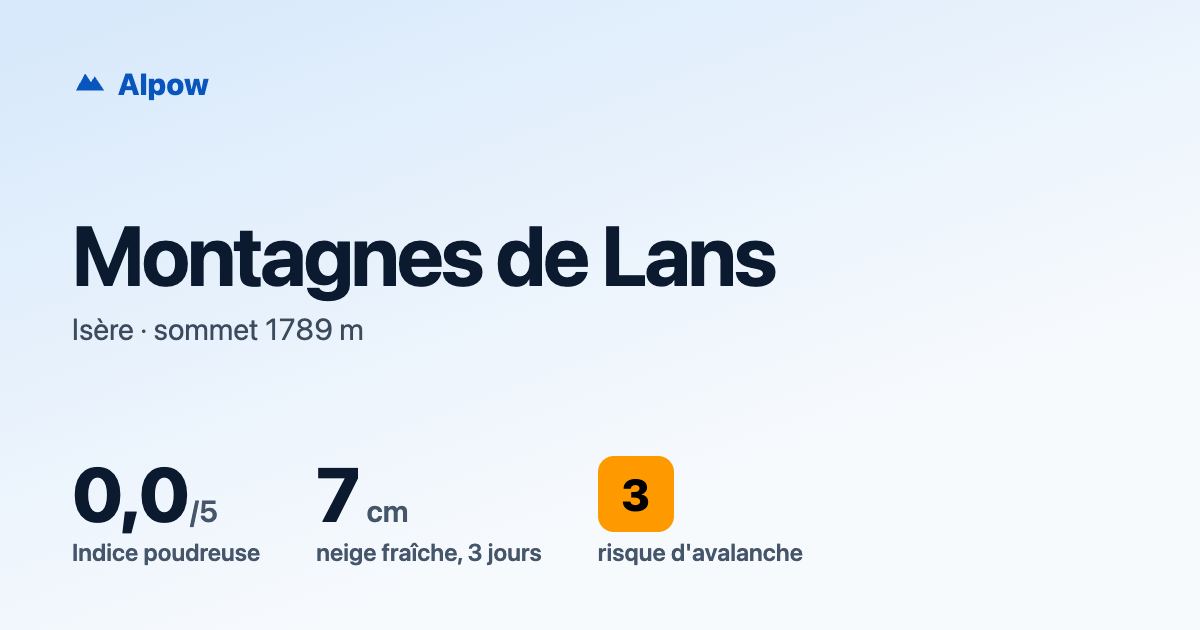 Alpow
Montagnes de Lans
Isère · sommet 1789 m
0,0/5
Indice poudreuse
7 cm
neige fraîche, 3 jours
3
risque d'avalanche